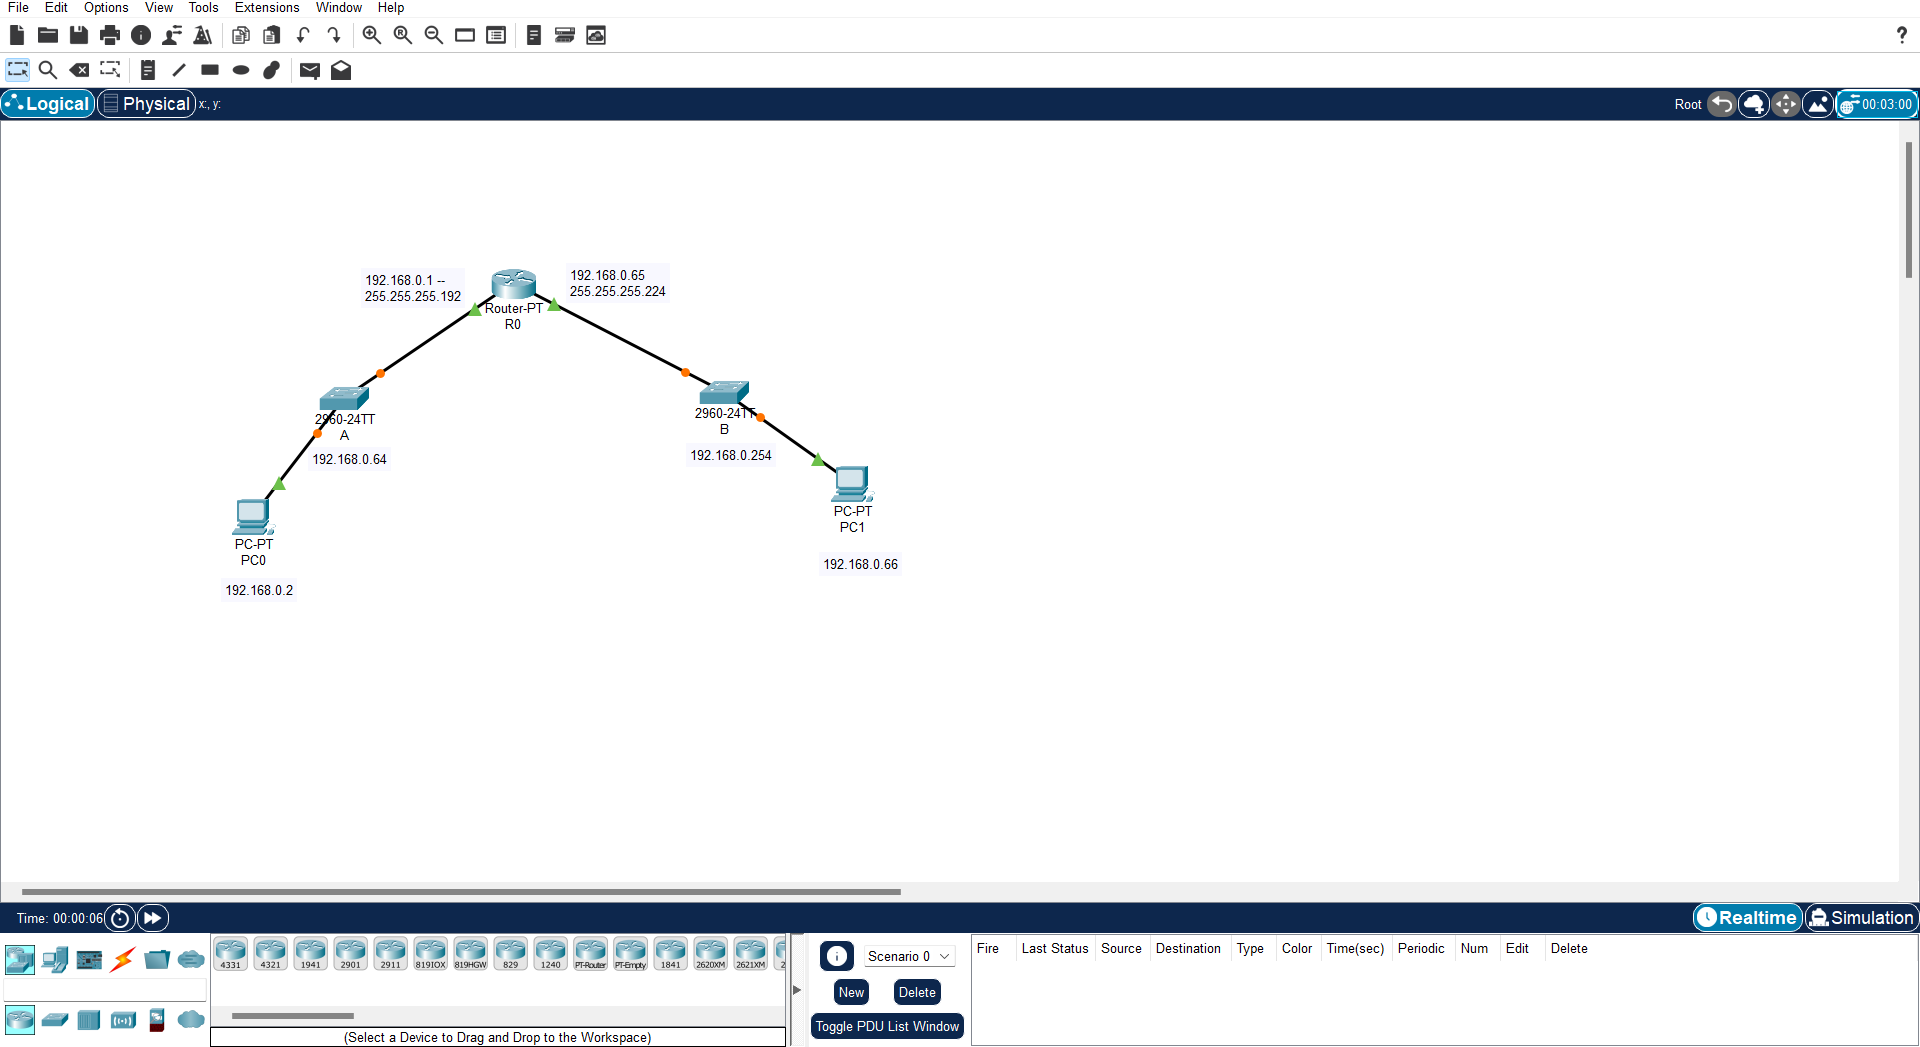 File Edit Options View Tools Extensions Window Help
?
Logical Physical x:, y: Root 00:03:00
192.168.0.1 --
255.255.255.192
192.168.0.65
255.255.255.224
Router-PT
R0
2960-24TT
A
192.168.0.64
2960-24TT
B
192.168.0.254
PC-PT
PC0
192.168.0.2
PC-PT
PC1
192.168.0.66
Time: 00:00:06 Realtime Simulation
4331 4321 1941 2901 2911 819IOX 819HGW 829 1240 PT-Router PT-Empty 1841 2620XM 2621XM 2
(Select a Device to Drag and Drop to the Workspace)
Scenario 0
New Delete
Toggle PDU List Window
Fire Last Status Source Destination Type Color Time(sec) Periodic Num Edit Delete